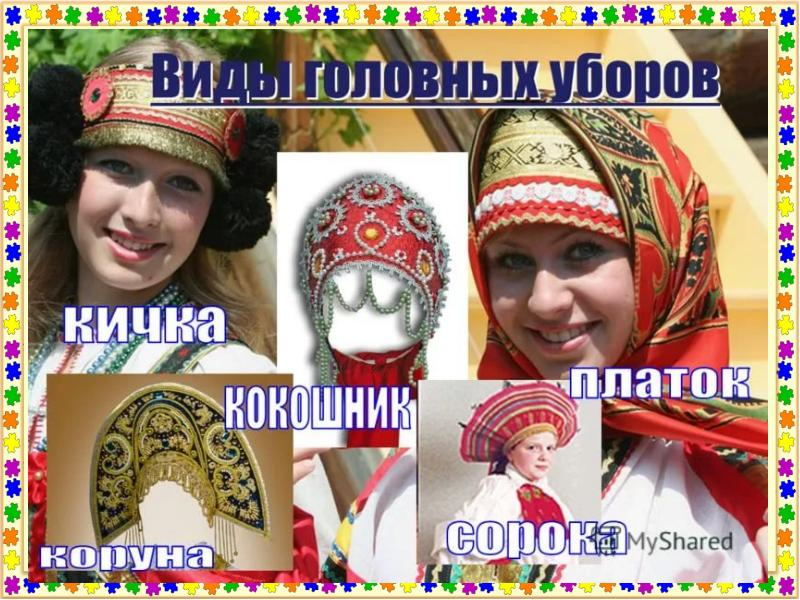 Виды головных уборов
кичка
кокошник
платок
коруна
сорока
MyShared